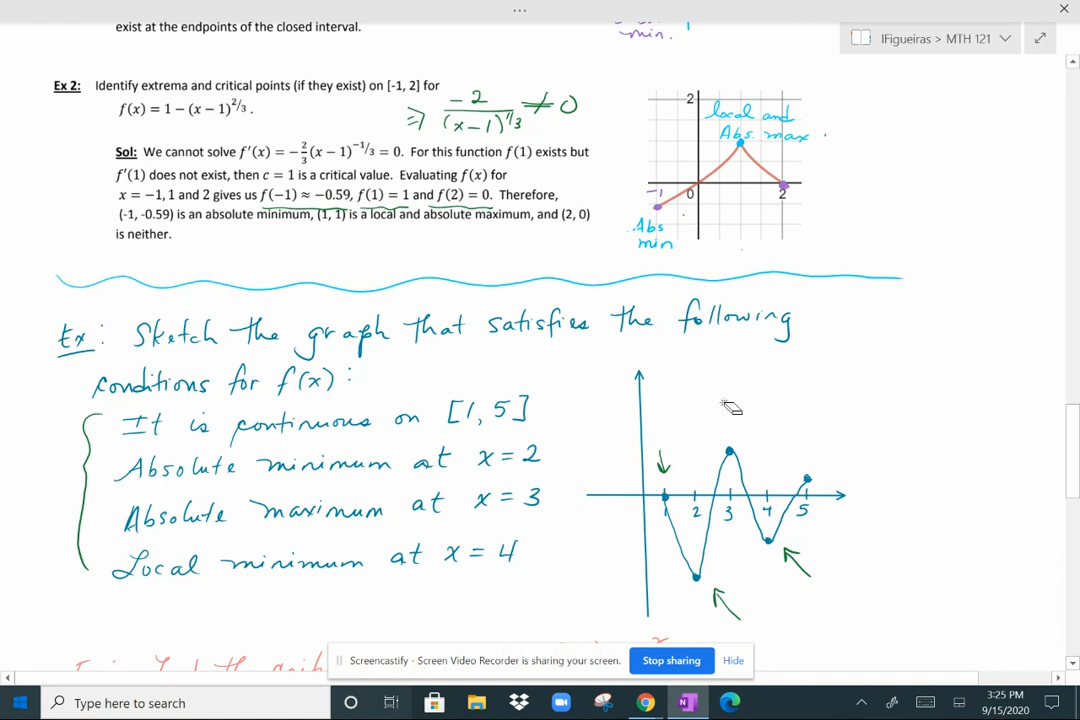 exist at the endpoints of the closed interval.
min.
IFigueiras > MTH 121
Ex 2: Identify extrema and critical points (if they exist) on [-1, 2] for
f(x) = 1 − (x − 1)^2/3 .
⇒ −2 / (x−1)^1/3 ≠ 0
Sol: We cannot solve f'(x) = −2/3(x − 1)^−1/3 = 0. For this function f(1) exists but
f'(1) does not exist, then c = 1 is a critical value. Evaluating f(x) for
x = −1, 1 and 2 gives us f(−1) ≈ −0.59, f(1) = 1 and f(2) = 0. Therefore,
(-1, -0.59) is an absolute minimum, (1, 1) is a local and absolute maximum, and (2, 0)
is neither.
2
local and
Abs. max
-1
0
2
Abs
min
Ex: Sketch the graph that satisfies the following
conditions for f(x):
It is continuous on [1, 5]
Absolute minimum at x = 2
Absolute maximum at x = 3
Local minimum at x = 4
1 2 3 4 5
Screencastify - Screen Video Recorder is sharing your screen.
Stop sharing
Hide
Type here to search
3:25 PM
9/15/2020